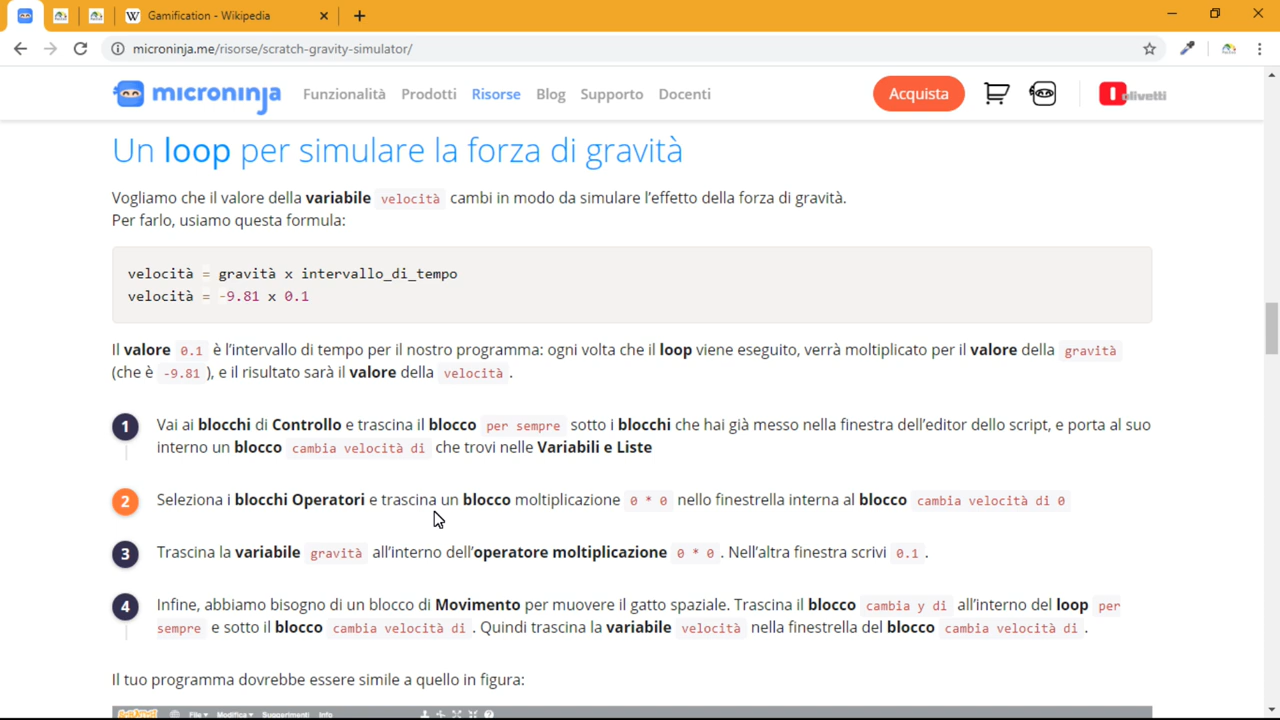 Gamification - Wikipedia
microninja.me/risorse/scratch-gravity-simulator/
microninja Funzionalità Prodotti Risorse Blog Supporto Docenti Acquista olivetti
Un loop per simulare la forza di gravità
Vogliamo che il valore della variabile velocità cambi in modo da simulare l'effetto della forza di gravità.
Per farlo, usiamo questa formula:
velocità = gravità x intervallo_di_tempo
velocità = -9.81 x 0.1
Il valore 0.1 è l'intervallo di tempo per il nostro programma: ogni volta che il loop viene eseguito, verrà moltiplicato per il valore della gravità
(che è -9.81 ), e il risultato sarà il valore della velocità .
1 Vai ai blocchi di Controllo e trascina il blocco per sempre sotto i blocchi che hai già messo nella finestra dell'editor dello script, e porta al suo
interno un blocco cambia velocità di che trovi nelle Variabili e Liste
2 Seleziona i blocchi Operatori e trascina un blocco moltiplicazione 0 * 0 nello finestrella interna al blocco cambia velocità di 0
3 Trascina la variabile gravità all'interno dell'operatore moltiplicazione 0 * 0 . Nell'altra finestra scrivi 0.1 .
4 Infine, abbiamo bisogno di un blocco di Movimento per muovere il gatto spaziale. Trascina il blocco cambia y di all'interno del loop per
sempre e sotto il blocco cambia velocità di . Quindi trascina la variabile velocità nella finestrella del blocco cambia velocità di .
Il tuo programma dovrebbe essere simile a quello in figura:
SCRATCH File Modifica Suggerimenti Info